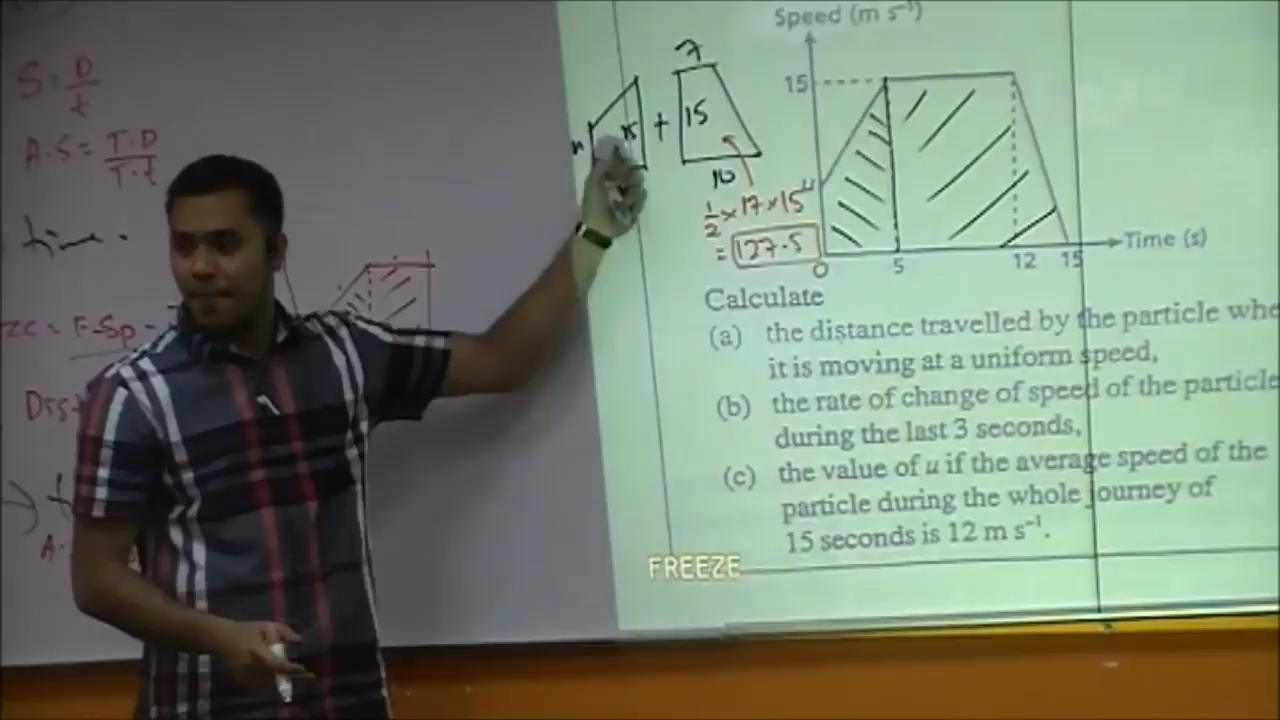 S = D/t
A.S = T.D/T.t
time.
F.Sp -
7
15
+
15
10
1/2 × 17 × 15
= 127.5
Speed (m s⁻¹)
15
u
O
5
12
15
Time (s)
Calculate
(a) the distance travelled by the particle whe
it is moving at a uniform speed,
(b) the rate of change of speed of the particle
during the last 3 seconds,
(c) the value of u if the average speed of the
particle during the whole journey of
15 seconds is 12 m s⁻¹.
FREEZE